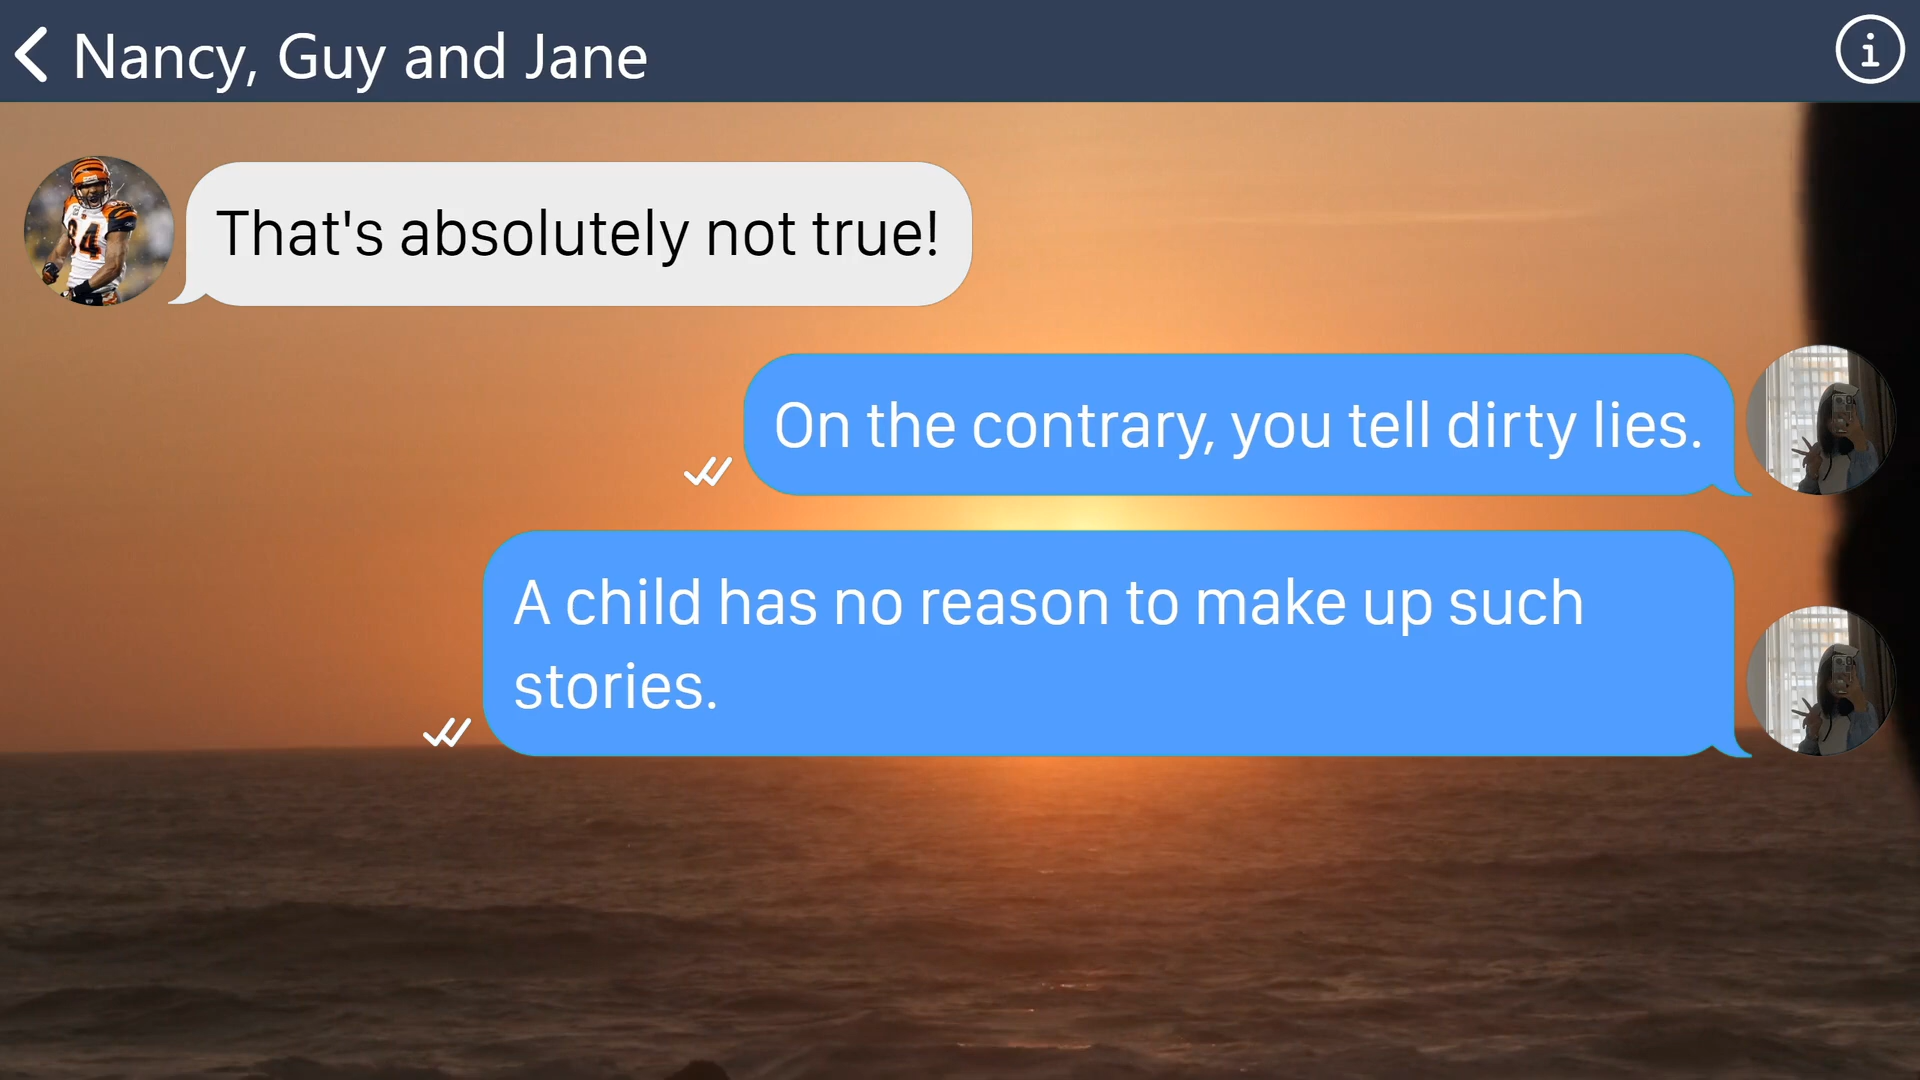 Nancy, Guy and Jane
That's absolutely not true!
On the contrary, you tell dirty lies.
A child has no reason to make up such
stories.
84